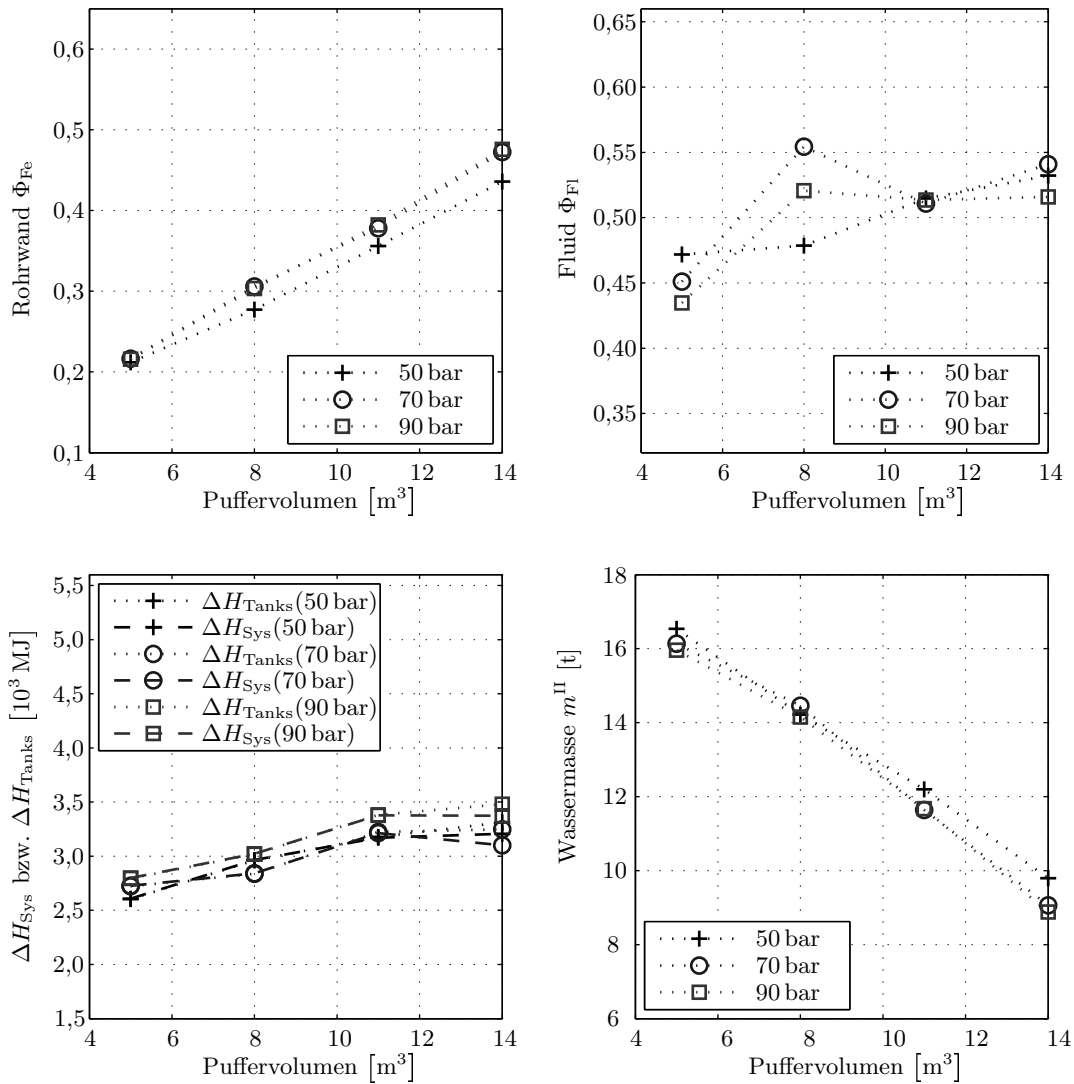 0,6
0,5
0,4
0,3
0,2
0,1
Rohrwand Φ_Fe
50 bar
70 bar
90 bar
4 6 8 10 12 14
Puffervolumen [m³]
0,65
0,60
0,55
0,50
0,45
0,40
0,35
Fluid Φ_Fl
50 bar
70 bar
90 bar
4 6 8 10 12 14
Puffervolumen [m³]
5,5
5,0
4,5
4,0
3,5
3,0
2,5
2,0
1,5
ΔH_Sys bzw. ΔH_Tanks [10³ MJ]
ΔH_Tanks(50 bar)
ΔH_Sys(50 bar)
ΔH_Tanks(70 bar)
ΔH_Sys(70 bar)
ΔH_Tanks(90 bar)
ΔH_Sys(90 bar)
4 6 8 10 12 14
Puffervolumen [m³]
18
16
14
12
10
8
6
Wassermasse m^II [t]
50 bar
70 bar
90 bar
4 6 8 10 12 14
Puffervolumen [m³]